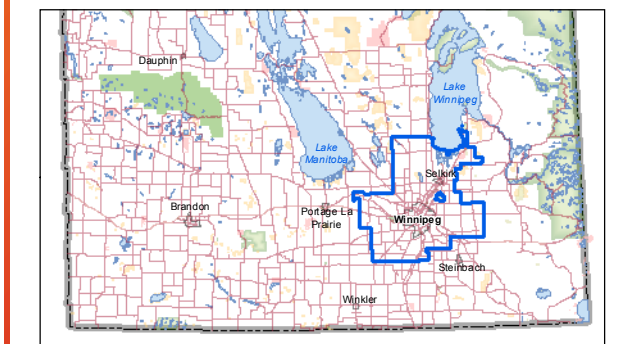 Dauphin
Lake
Winnipeg
Lake
Manitoba
Selkirk
Brandon
Portage La
Prairie
Winnipeg
Steinbach
Winkler